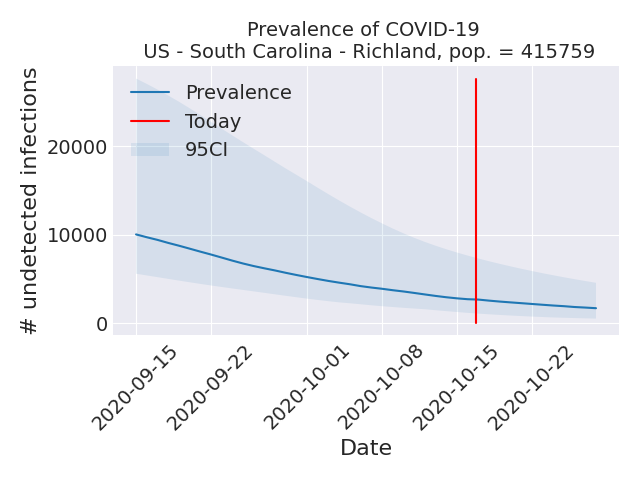 Prevalence of COVID-19
US - South Carolina - Richland, pop. = 415759
# undetected infections
20000
10000
0
Prevalence
Today
95CI
2020-09-15
2020-09-22
2020-10-01
2020-10-08
2020-10-15
2020-10-22
Date